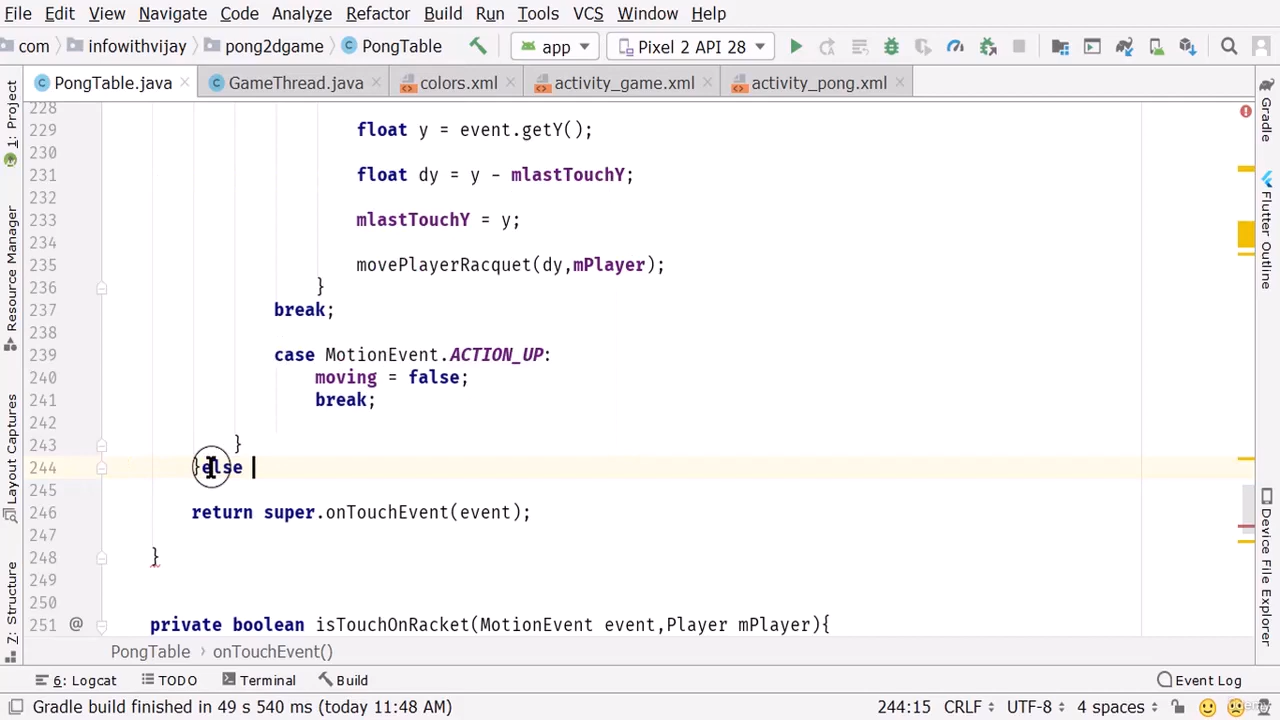 File Edit View Navigate Code Analyze Refactor Build Run Tools VCS Window Help
com infowithvijay pong2dgame PongTable app Pixel 2 API 28
PongTable.java GameThread.java colors.xml activity_game.xml activity_pong.xml
1: Project
Resource Manager
Layout Captures
Z: Structure
228
229 float y = event.getY();
230
231 float dy = y - mlastTouchY;
232
233 mlastTouchY = y;
234
235 movePlayerRacquet(dy,mPlayer);
236 }
237 break;
238
239 case MotionEvent.ACTION_UP:
240 moving = false;
241 break;
242
243 }
244 }else
245
246 return super.onTouchEvent(event);
247
248 }
249
250
251 @ private boolean isTouchOnRacket(MotionEvent event,Player mPlayer){
Gradle
Flutter Outline
Device File Explorer
PongTable onTouchEvent()
6: Logcat TODO Terminal Build Event Log
Gradle build finished in 49 s 540 ms (today 11:48 AM) 244:15 CRLF UTF-8 4 spaces